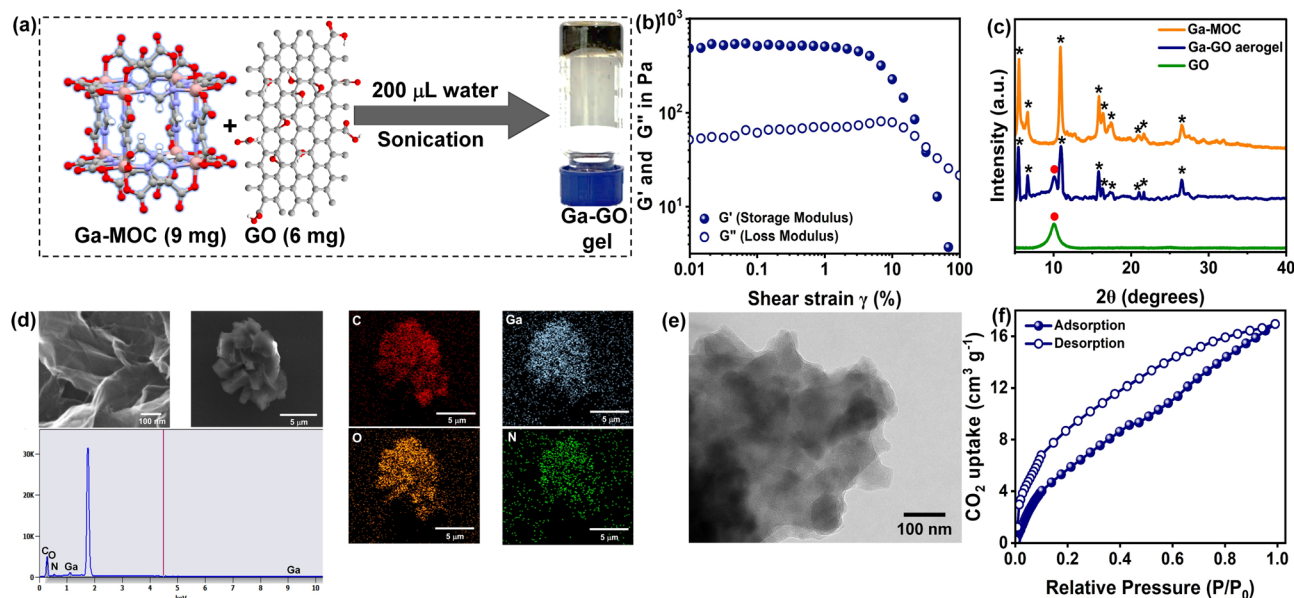 (a)
Ga-MOC (9 mg)
+
GO (6 mg)
200 μL water
Sonication
Ga-GO
gel
(b)
G' and G" in Pa
10³
10²
10¹
G' (Storage Modulus)
G" (Loss Modulus)
0.01 0.1 1 10 100
Shear strain γ (%)
(c)
Intensity (a.u.)
Ga-MOC
Ga-GO aerogel
GO
* * * * * * * * *
* * * * * * * * *
10 20 30 40
2θ (degrees)
(d)
100 nm
5 μm
30K
20K
10K
0
C O
N
Ga
Ga
0 1 2 3 4 5 6 7 8 9 10
C
5 μm
Ga
5 μm
O
5 μm
N
5 μm
(e)
100 nm
(f)
CO₂ uptake (cm³ g⁻¹)
16
12
8
4
0
Adsorption
Desorption
0.0 0.2 0.4 0.6 0.8 1.0
Relative Pressure (P/P₀)